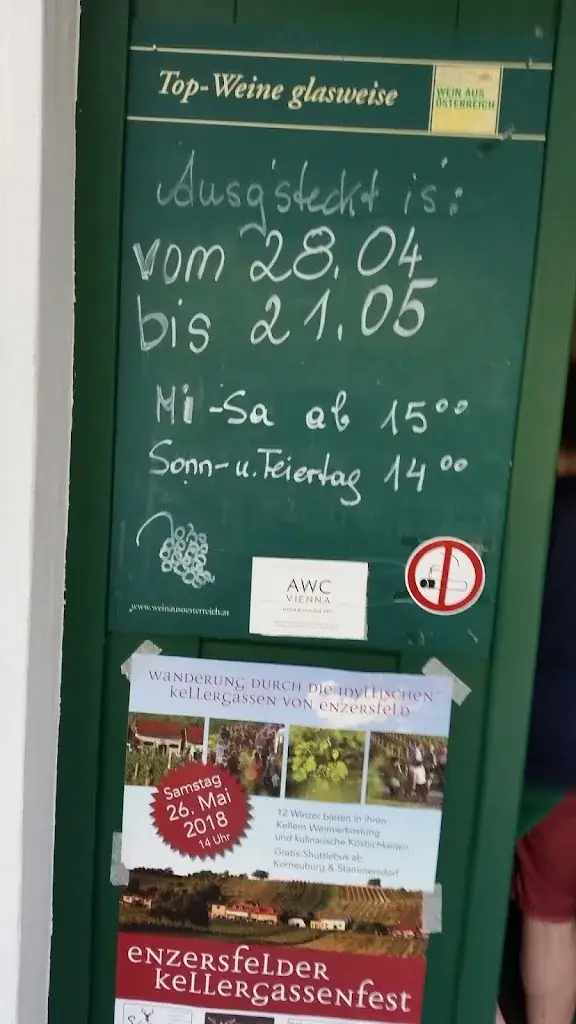 Top-Weine glasweise
WEIN AUS
ÖSTERREICH
Ausg'steckt is:
vom 28.04
bis 21.05
Mi-Sa ab 15⁰⁰
Sonn- u. Feiertag 14⁰⁰
www.weinausoesterreich.at
AWC
VIENNA
WANDERUNG DURCH DIE IDYLLISCHEN
KELLERGASSEN VON ENZERSFELD
Samstag
26. Mai
2018
14 Uhr
12 Winzer bieten in ihren
Kellern Weinverkostung
und kulinarische Köstlichkeiten
Gratis-Shuttlebus ab
Korneuburg & Stammersdorf
ENZERSFELDER
KELLERGASSENFEST